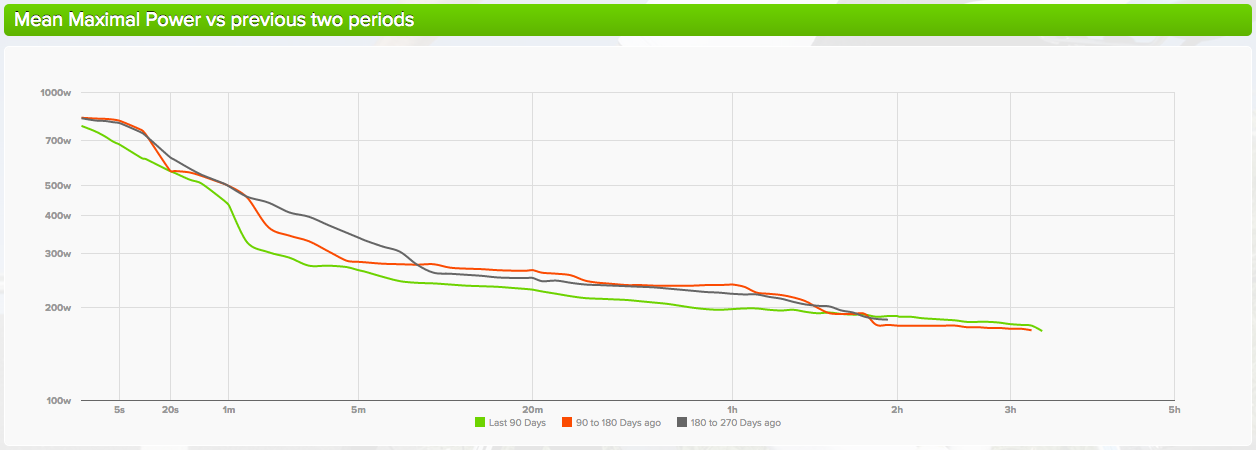 Mean Maximal Power vs previous two periods
1000w
700w
500w
400w
300w
200w
100w
5s 20s 1m 5m 20m 1h 2h 3h 5h
Last 90 Days 90 to 180 Days ago 180 to 270 Days ago